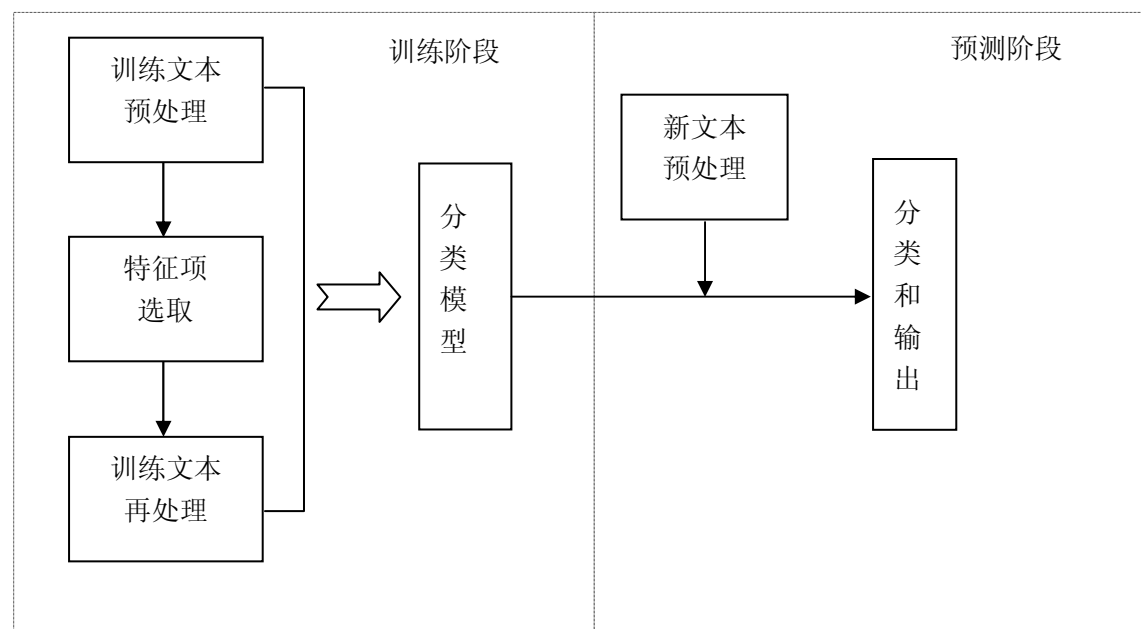 训练阶段
训练文本
预处理
特征项
选取
训练文本
再处理
分类模型
预测阶段
新文本
预处理
分类和输出